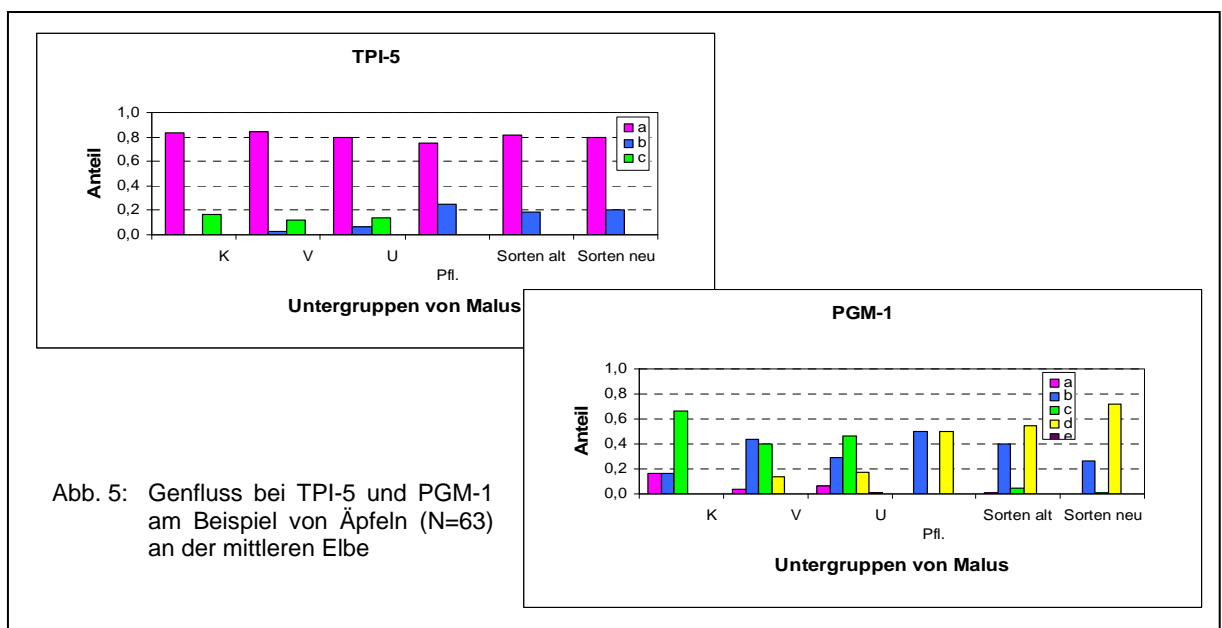 TPI-5
1,0
0,8
0,6
0,4
0,2
0,0
Anteil
a
b
c
K V U Pfl. Sorten alt Sorten neu
Untergruppen von Malus
PGM-1
1,0
0,8
0,6
0,4
0,2
0,0
Anteil
a
b
c
d
e
K V U Pfl. Sorten alt Sorten neu
Untergruppen von Malus
Abb. 5: Genfluss bei TPI-5 und PGM-1
am Beispiel von Äpfeln (N=63)
an der mittleren Elbe